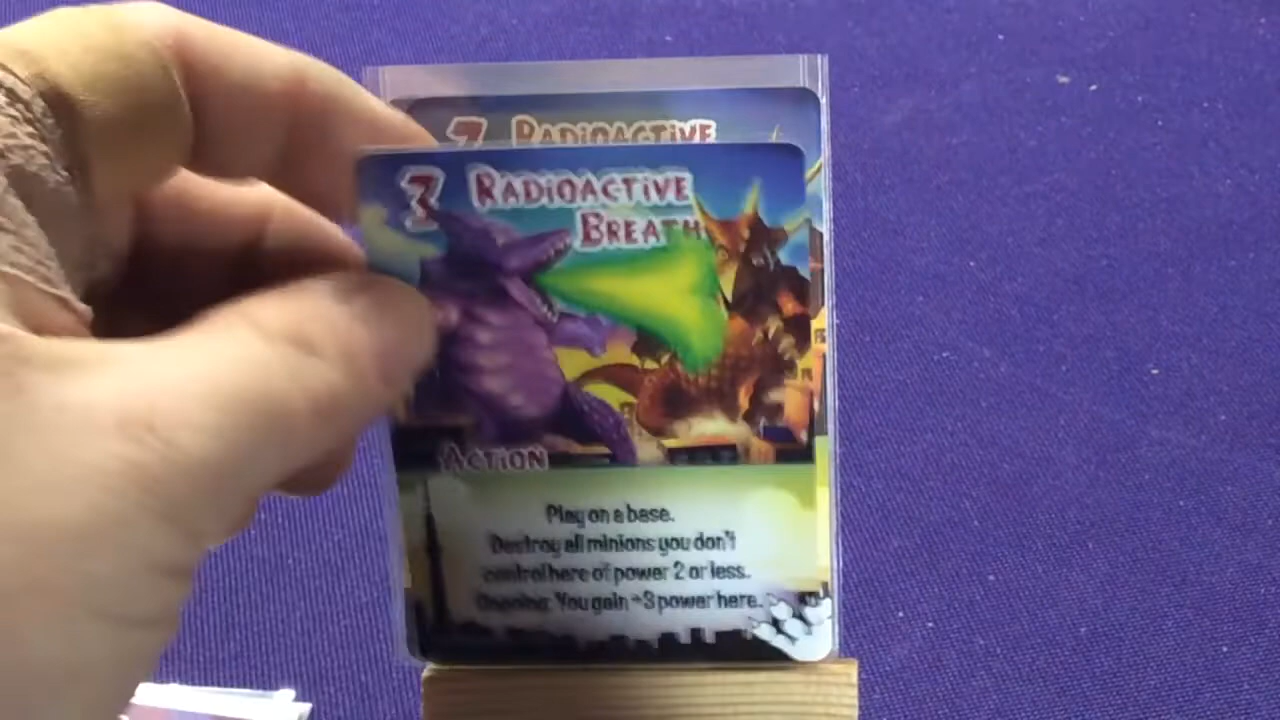 3 RADIOACTIVE
3 RADIOACTIVE
BREATH
ACTION
Play on a base.
Destroy all minions you don't
control here of power 2 or less.
Ongoing: You gain +3 power here.